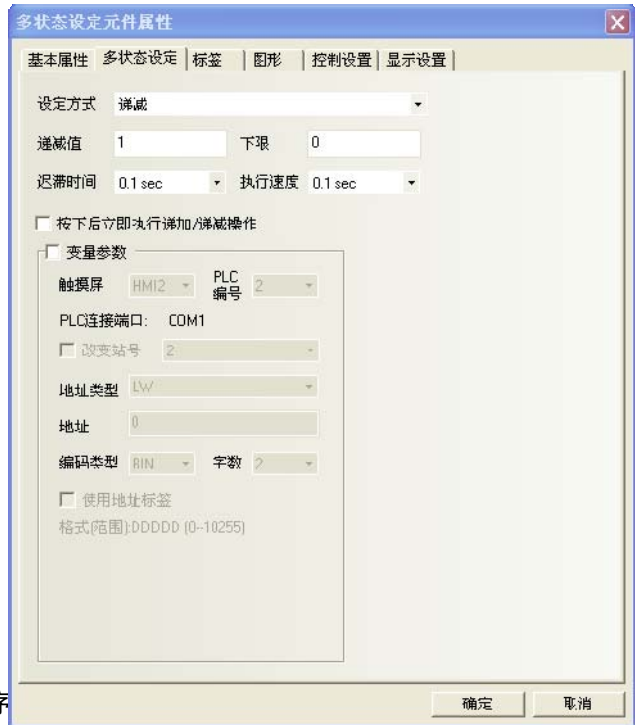 多状态设定元件属性
基本属性 多状态设定 标签 图形 控制设置 显示设置
设定方式 递减
递减值 1 下限 0
迟滞时间 0.1 sec 执行速度 0.1 sec
按下后立即执行递加/递减操作
变量参数
触摸屏 HMI2 PLC编号 2
PLC连接端口: COM1
改变站号 2
地址类型 LW
地址 0
编码类型 BIN 字数 2
使用地址标签
格式(范围):DDDDD (0--10255)
序
确定 取消